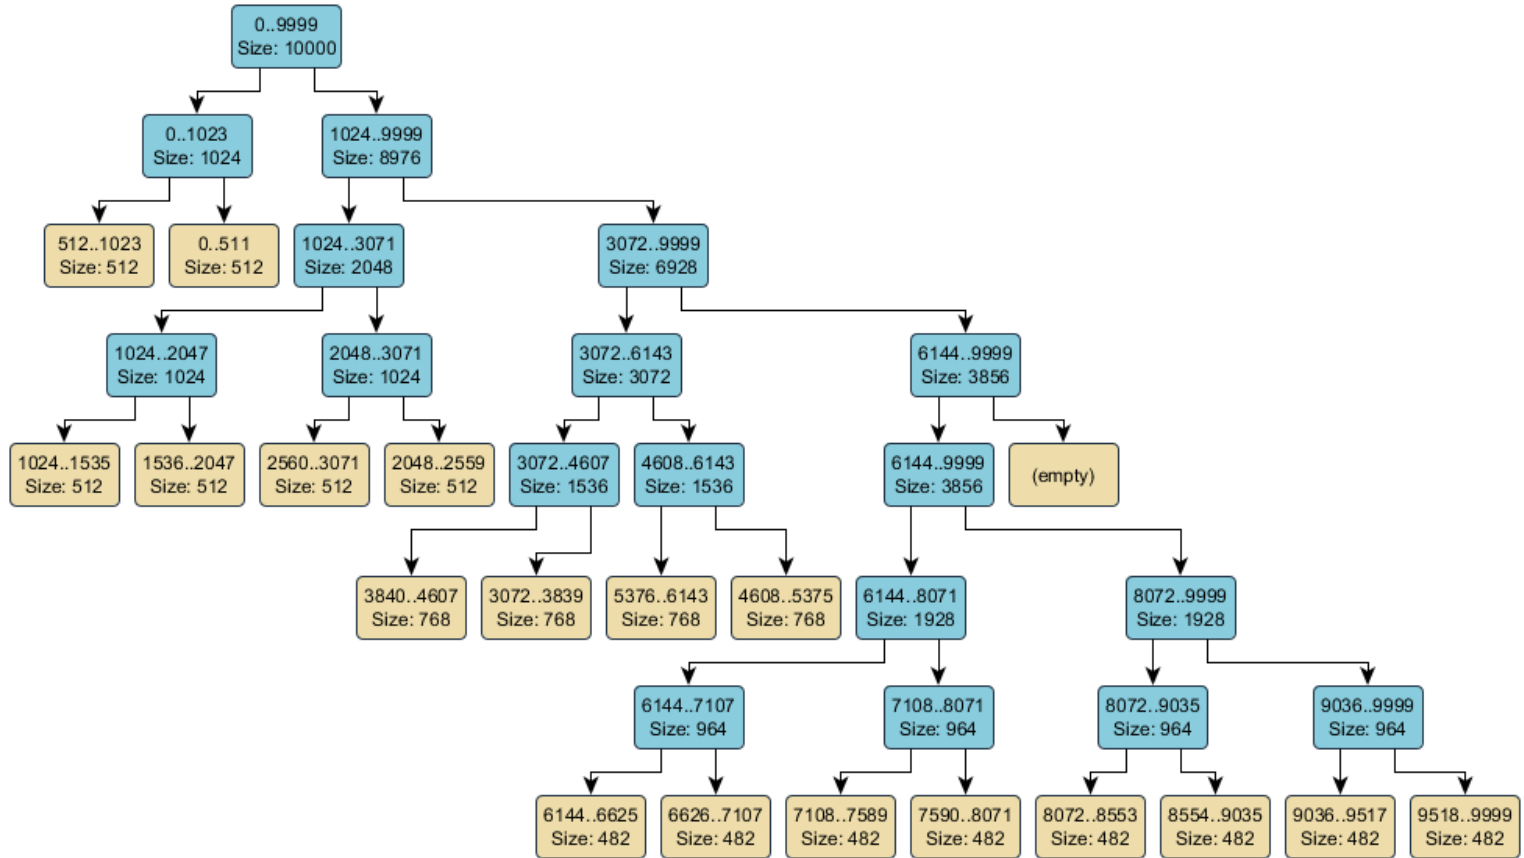 0..9999
Size: 10000
0..1023
Size: 1024
1024..9999
Size: 8976
512..1023
Size: 512
0..511
Size: 512
1024..3071
Size: 2048
3072..9999
Size: 6928
1024..2047
Size: 1024
2048..3071
Size: 1024
3072..6143
Size: 3072
6144..9999
Size: 3856
1024..1535
Size: 512
1536..2047
Size: 512
2560..3071
Size: 512
2048..2559
Size: 512
3072..4607
Size: 1536
4608..6143
Size: 1536
6144..9999
Size: 3856
(empty)
3840..4607
Size: 768
3072..3839
Size: 768
5376..6143
Size: 768
4608..5375
Size: 768
6144..8071
Size: 1928
8072..9999
Size: 1928
6144..7107
Size: 964
7108..8071
Size: 964
8072..9035
Size: 964
9036..9999
Size: 964
6144..6625
Size: 482
6626..7107
Size: 482
7108..7589
Size: 482
7590..8071
Size: 482
8072..8553
Size: 482
8554..9035
Size: 482
9036..9517
Size: 482
9518..9999
Size: 482